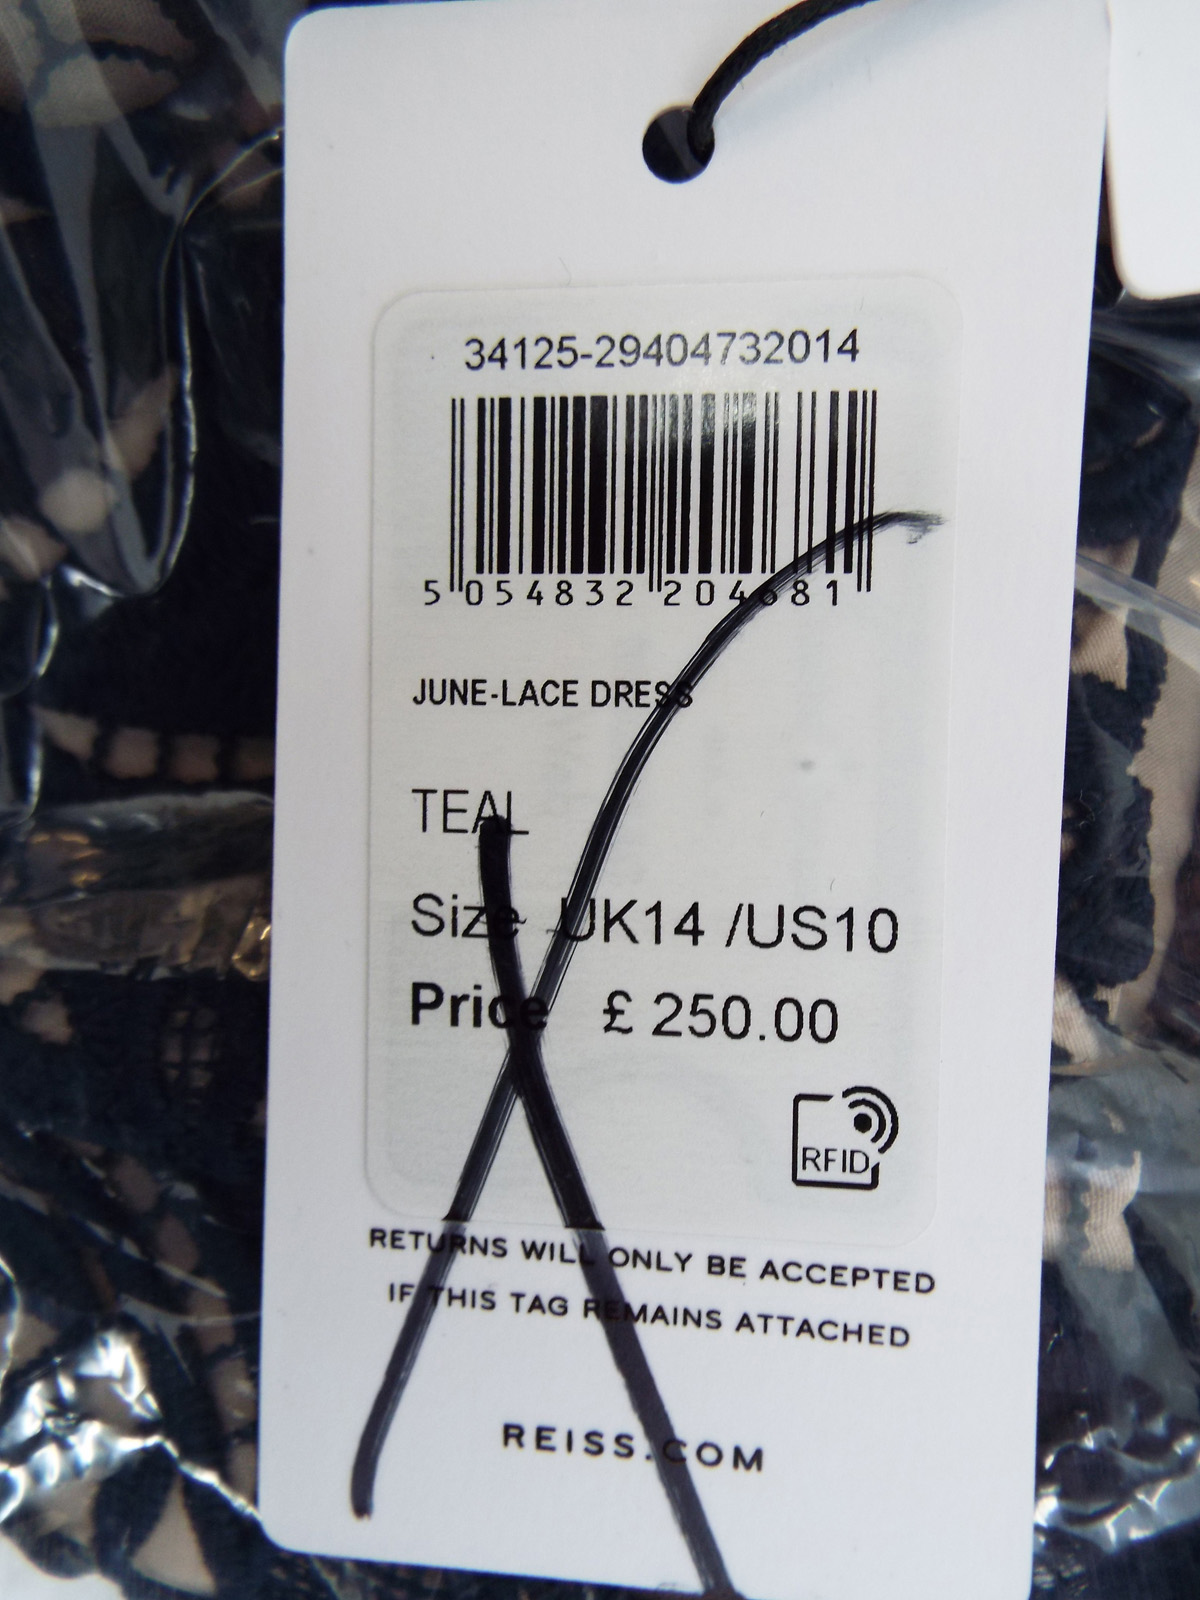 34125-29404732014
5 054832 204681
JUNE-LACE DRESS
TEAL
Size UK14 /US10
Price £ 250.00
RFID
RETURNS WILL ONLY BE ACCEPTED
IF THIS TAG REMAINS ATTACHED
REISS.COM